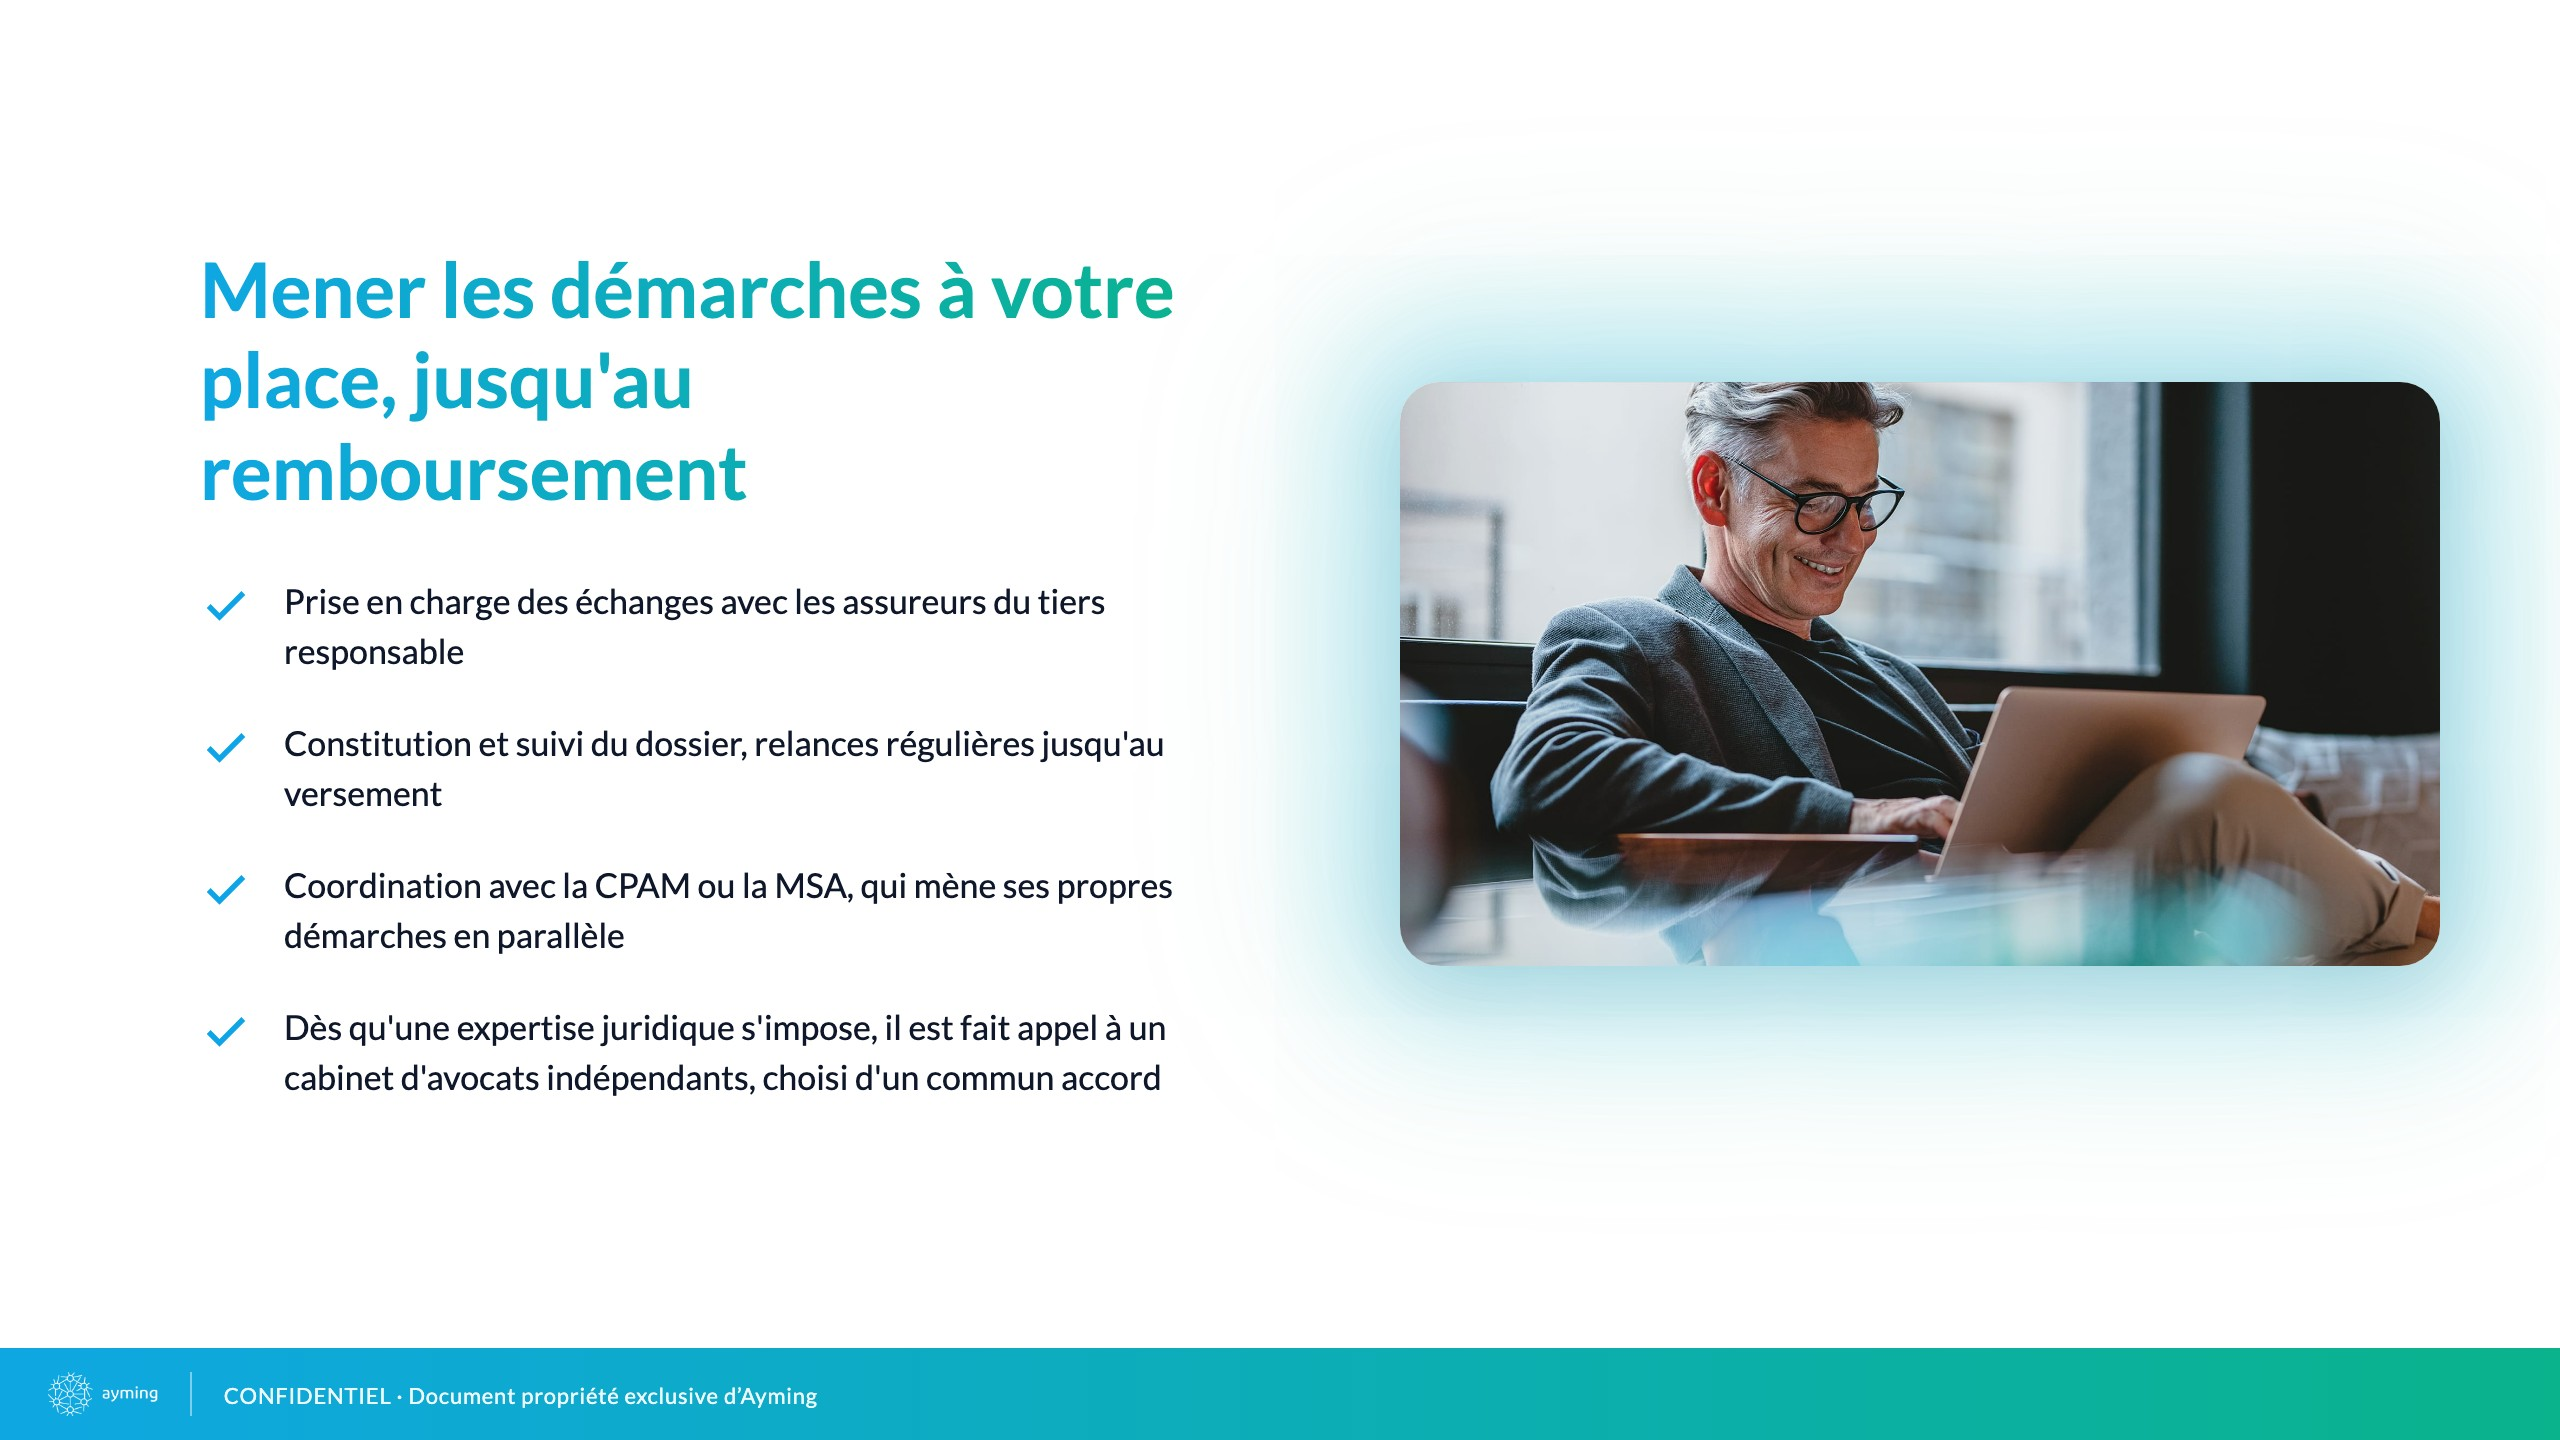 Mener les démarches à votre
place, jusqu'au
remboursement
Prise en charge des échanges avec les assureurs du tiers
responsable
Constitution et suivi du dossier, relances régulières jusqu'au
versement
Coordination avec la CPAM ou la MSA, qui mène ses propres
démarches en parallèle
Dès qu'une expertise juridique s'impose, il est fait appel à un
cabinet d'avocats indépendants, choisi d'un commun accord
ayming
CONFIDENTIEL · Document propriété exclusive d’Ayming